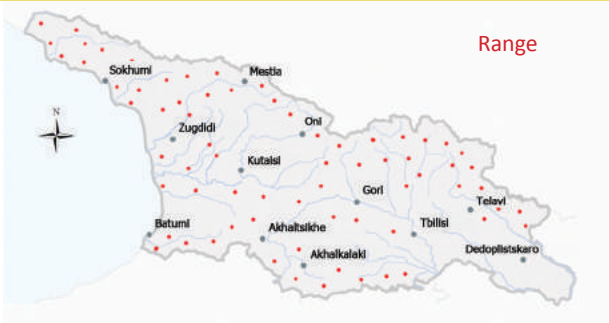 Range
N
Sokhumi
Mestia
Oni
Zugdidi
Kutaisi
Gori
Telavi
Batumi
Akhaltsikhe
Tbilisi
Akhalkalaki
Dedoplistskaro